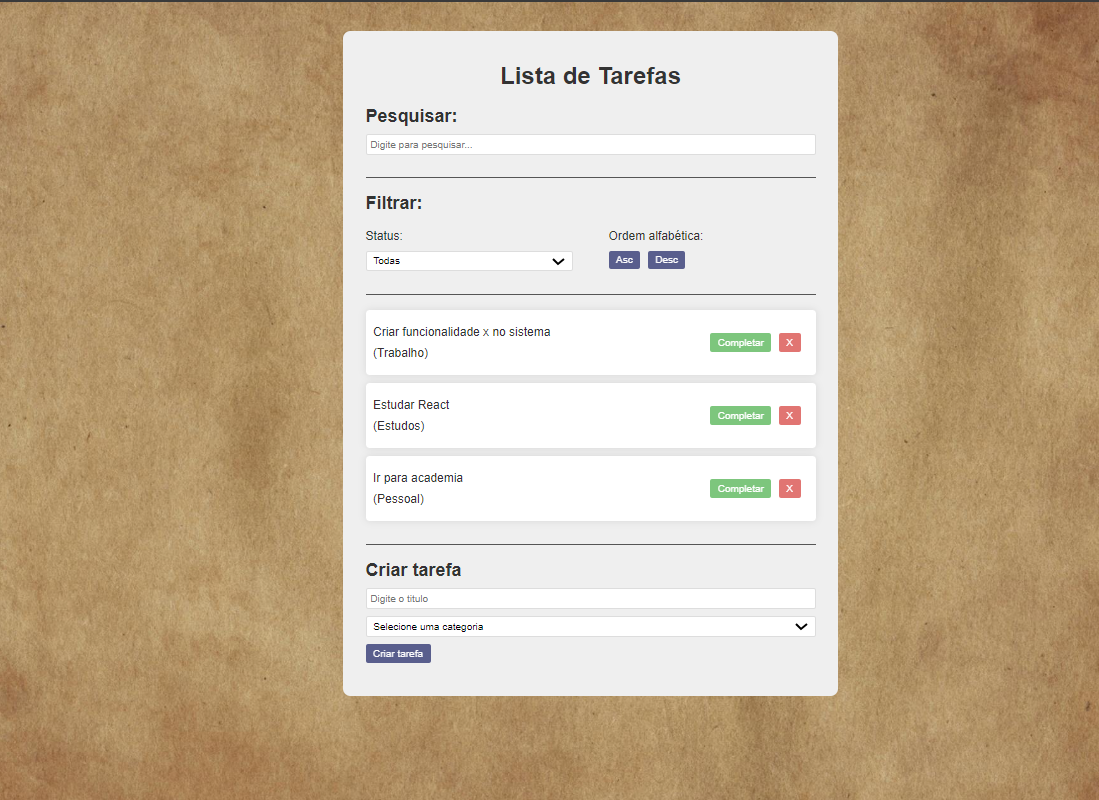 Lista de Tarefas
Pesquisar:
Digite para pesquisar...
Filtrar:
Status:
Ordem alfabética:
Todas
Asc
Desc
Criar funcionalidade x no sistema
(Trabalho)
Completar
X
Estudar React
(Estudos)
Completar
X
Ir para academia
(Pessoal)
Completar
X
Criar tarefa
Digite o titulo
Selecione uma categoria
Criar tarefa